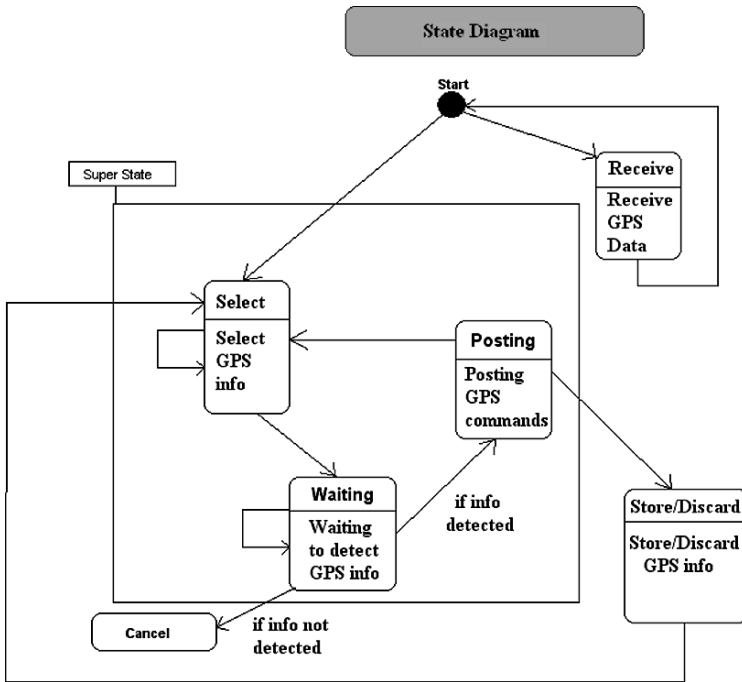 State Diagram
Start
Receive
Receive
GPS
Data
Super State
Select
Select
GPS
info
Posting
Posting
GPS
commands
Waiting
Waiting
to detect
GPS info
if info
detected
Store/Discard
Store/Discard
GPS info
Cancel
if info not
detected